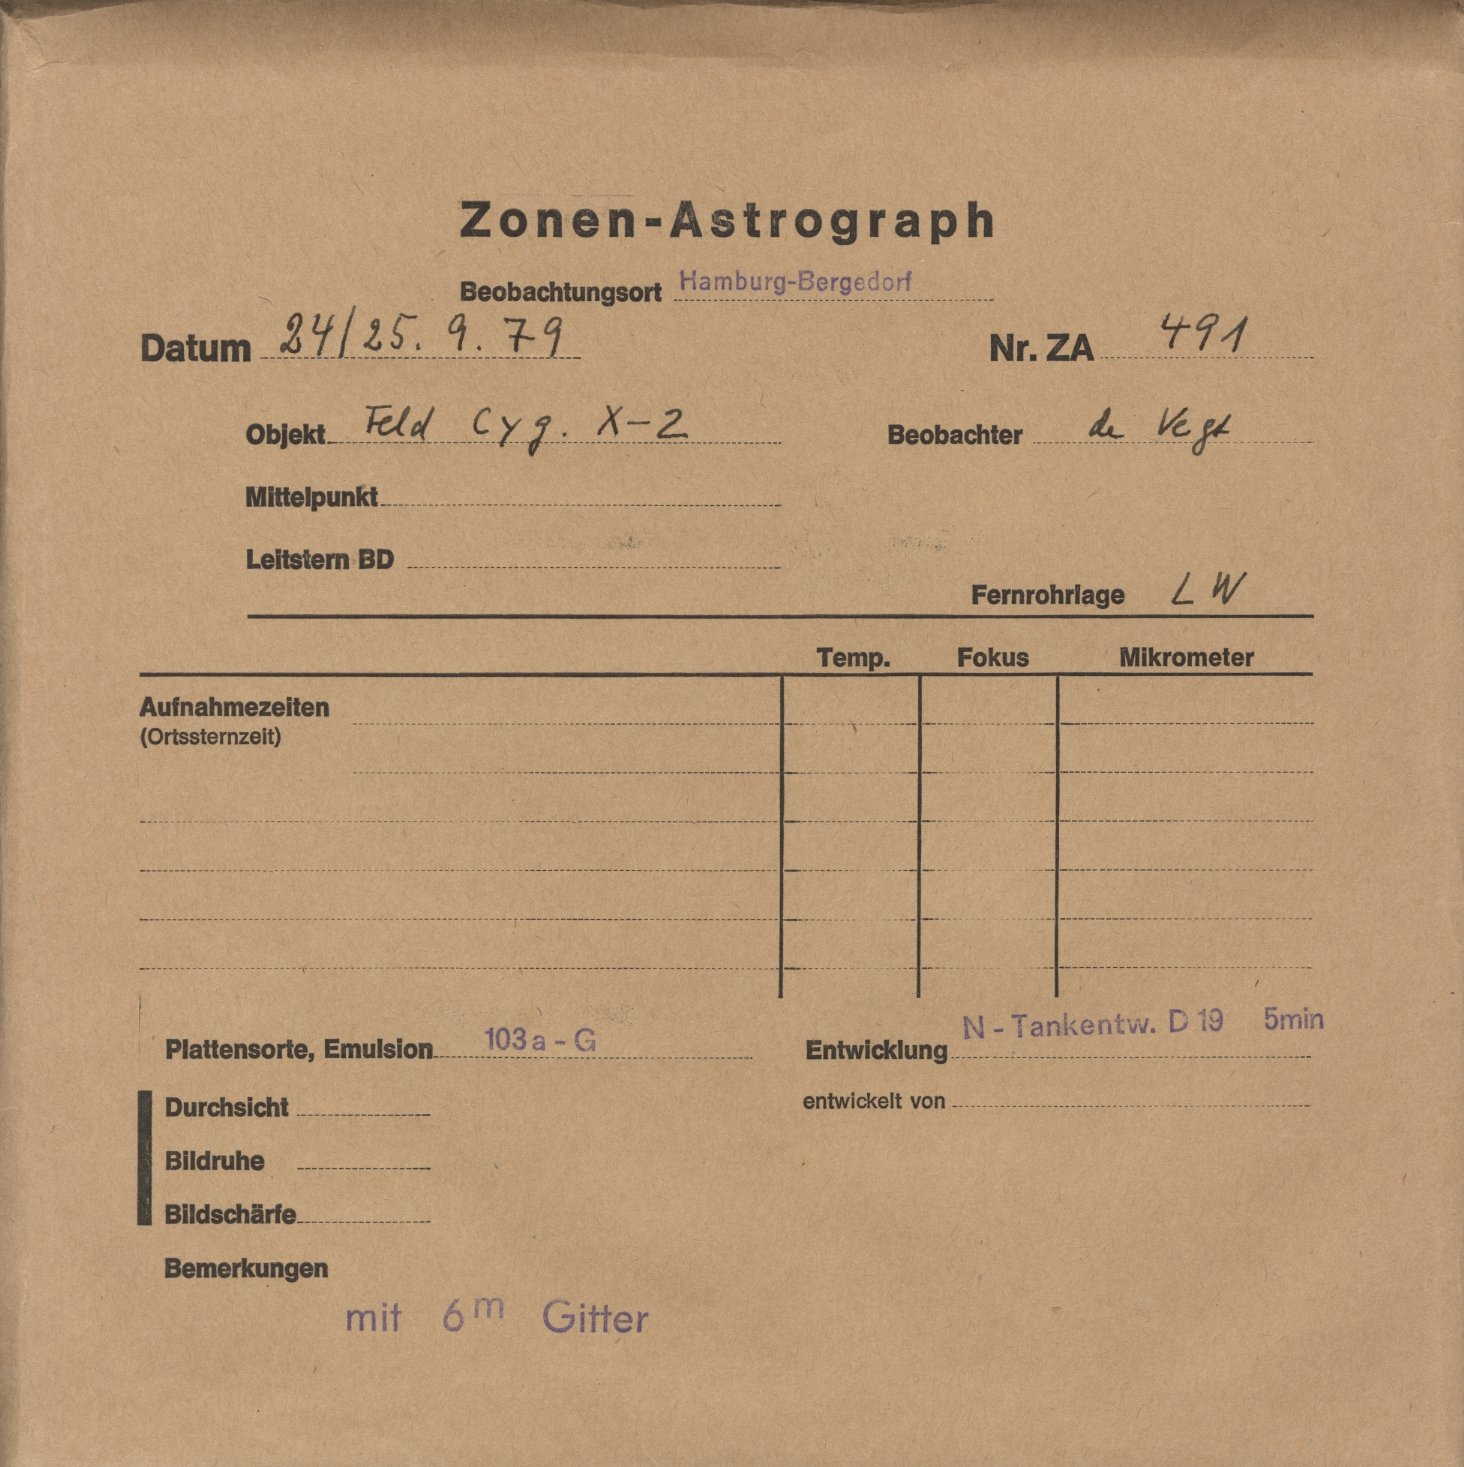 Zonen-Astrograph
Beobachtungsort Hamburg-Bergedorf
Datum 24/25. 9. 79 Nr. ZA 491
Objekt Feld Cyg. X-2 Beobachter de Vegt
Mittelpunkt
Leitstern BD
Fernrohrlage L W
Temp. Fokus Mikrometer
Aufnahmezeiten
(Ortssternzeit)
Plattensorte, Emulsion 103a-G Entwicklung N-Tankentw. D 19 5min
Durchsicht entwickelt von
Bildruhe
Bildschärfe
Bemerkungen
mit 6m Gitter